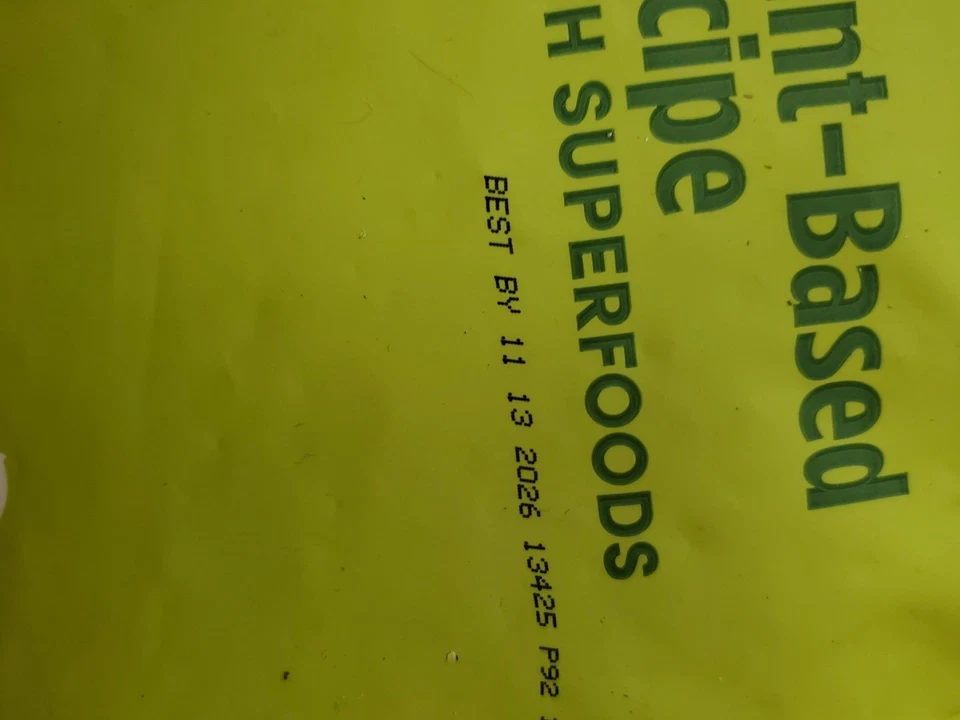 nt-Based
cipe
H SUPERFOODS
BEST BY 11 13 2026 13425 P92